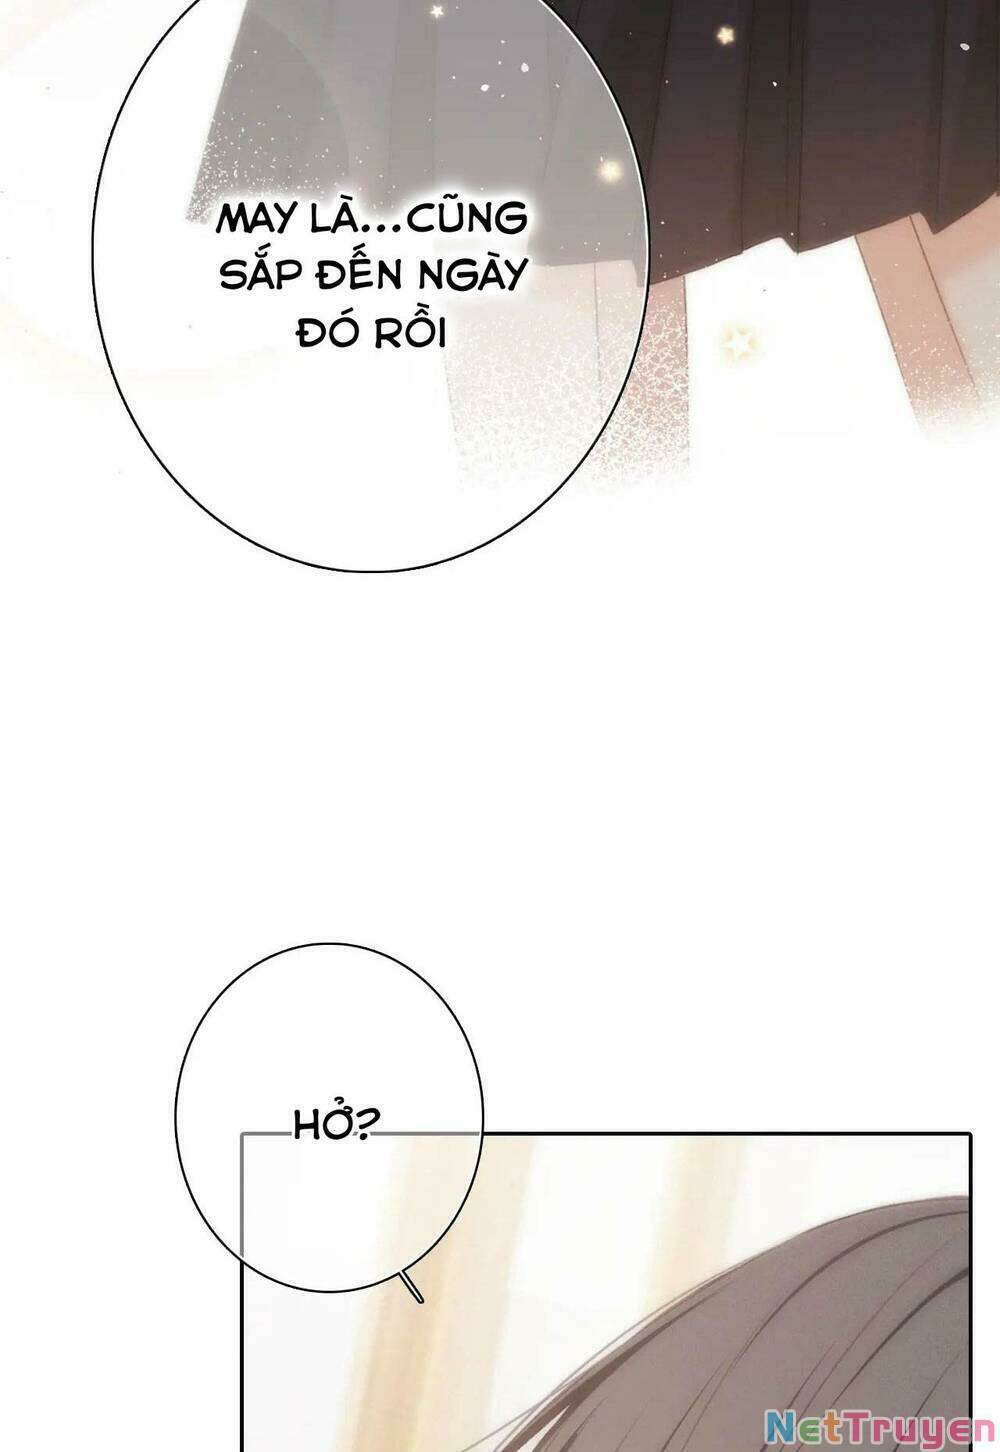 MAY LÀ...CŨNG
SẮP ĐẾN NGÀY
ĐÓ RỒI
HỞ?
NetTruyen